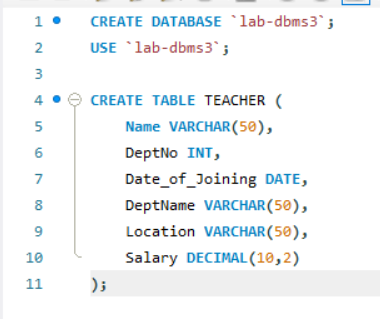 1 CREATE DATABASE `lab-dbms3`;
2 USE `lab-dbms3`;
3
4 CREATE TABLE TEACHER (
5 Name VARCHAR(50),
6 DeptNo INT,
7 Date_of_Joining DATE,
8 DeptName VARCHAR(50),
9 Location VARCHAR(50),
10 Salary DECIMAL(10,2)
11 );